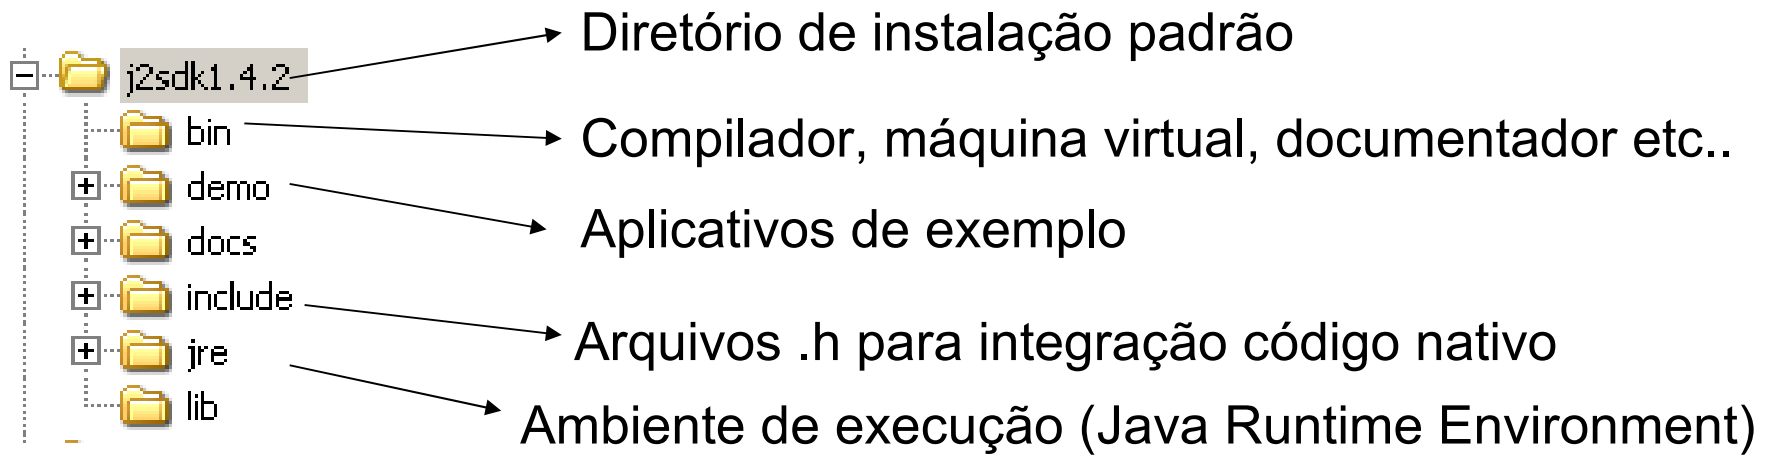 Diretório de instalação padrão
j2sdk1.4.2
bin
Compilador, máquina virtual, documentador etc..
demo
Aplicativos de exemplo
docs
include
Arquivos .h para integração código nativo
jre
lib
Ambiente de execução (Java Runtime Environment)